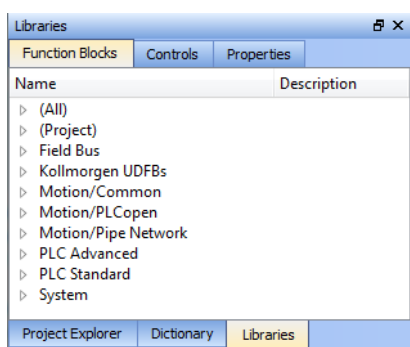 Libraries
Function Blocks Controls Properties
Name Description
(All)
(Project)
Field Bus
Kollmorgen UDFBs
Motion/Common
Motion/PLCopen
Motion/Pipe Network
PLC Advanced
PLC Standard
System
Project Explorer Dictionary Libraries